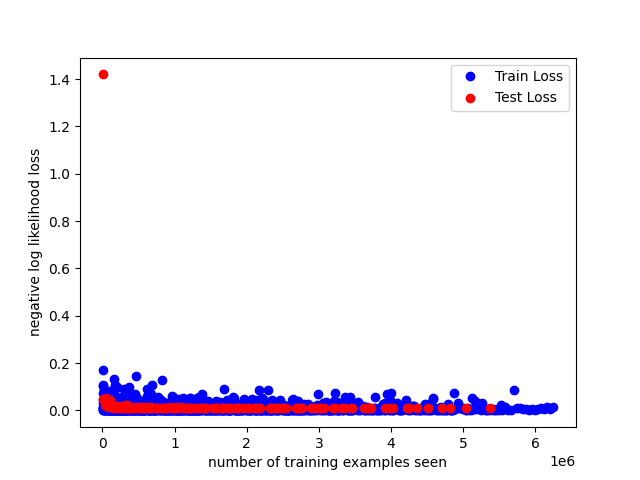 Train Loss
Test Loss
negative log likelihood loss
1.4
1.2
1.0
0.8
0.6
0.4
0.2
0.0
0 1 2 3 4 5 6
1e6
number of training examples seen